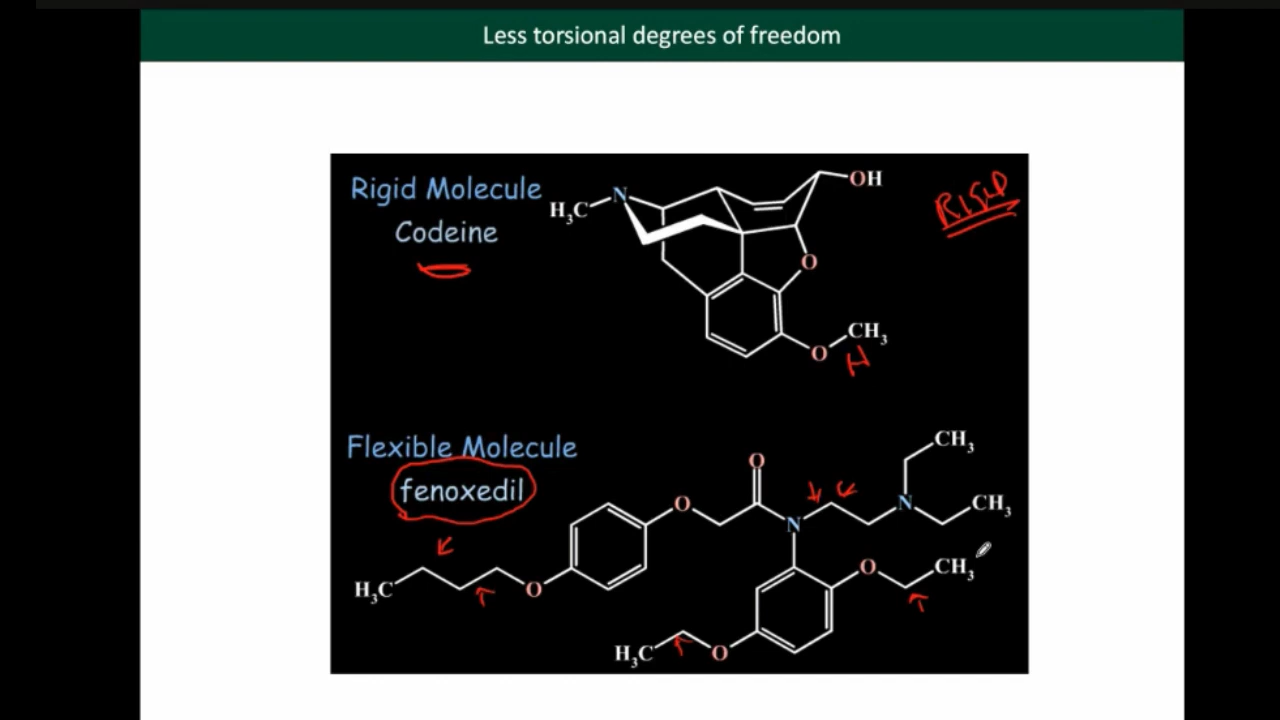 Less torsional degrees of freedom
Rigid Molecule
Codeine
H₃C
N
OH
RIGID
O
O
CH₃
H
Flexible Molecule
fenoxedil
H₃C
O
O
O
N
N
CH₃
CH₃
O
CH₃
H₃C
O